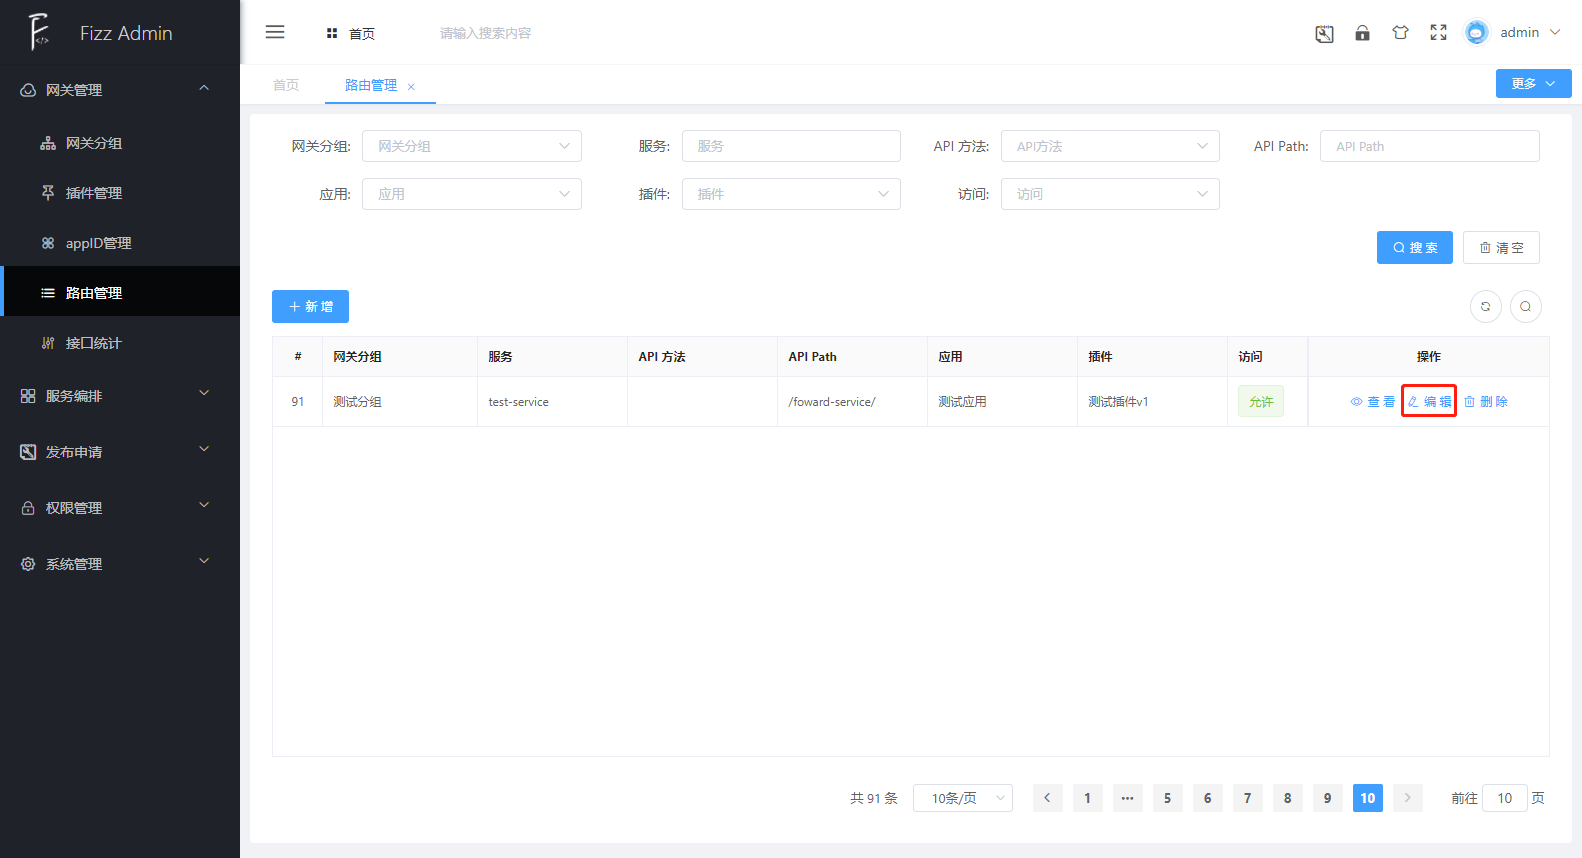 Fizz Admin
首页
请输入搜索内容
admin
首页
路由管理
更多
网关管理
网关分组
插件管理
appID管理
路由管理
接口统计
服务编排
发布申请
权限管理
系统管理
网关分组: 网关分组
服务: 服务
API 方法: API方法
API Path: API Path
应用: 应用
插件: 插件
访问: 访问
搜 索
清 空
新 增
# 网关分组 服务 API 方法 API Path 应用 插件 访问 操作
91 测试分组 test-service /foward-service/ 测试应用 测试插件v1 允许 查 看 编 辑 删 除
共 91 条 10条/页 1 ••• 5 6 7 8 9 10 前往 10 页